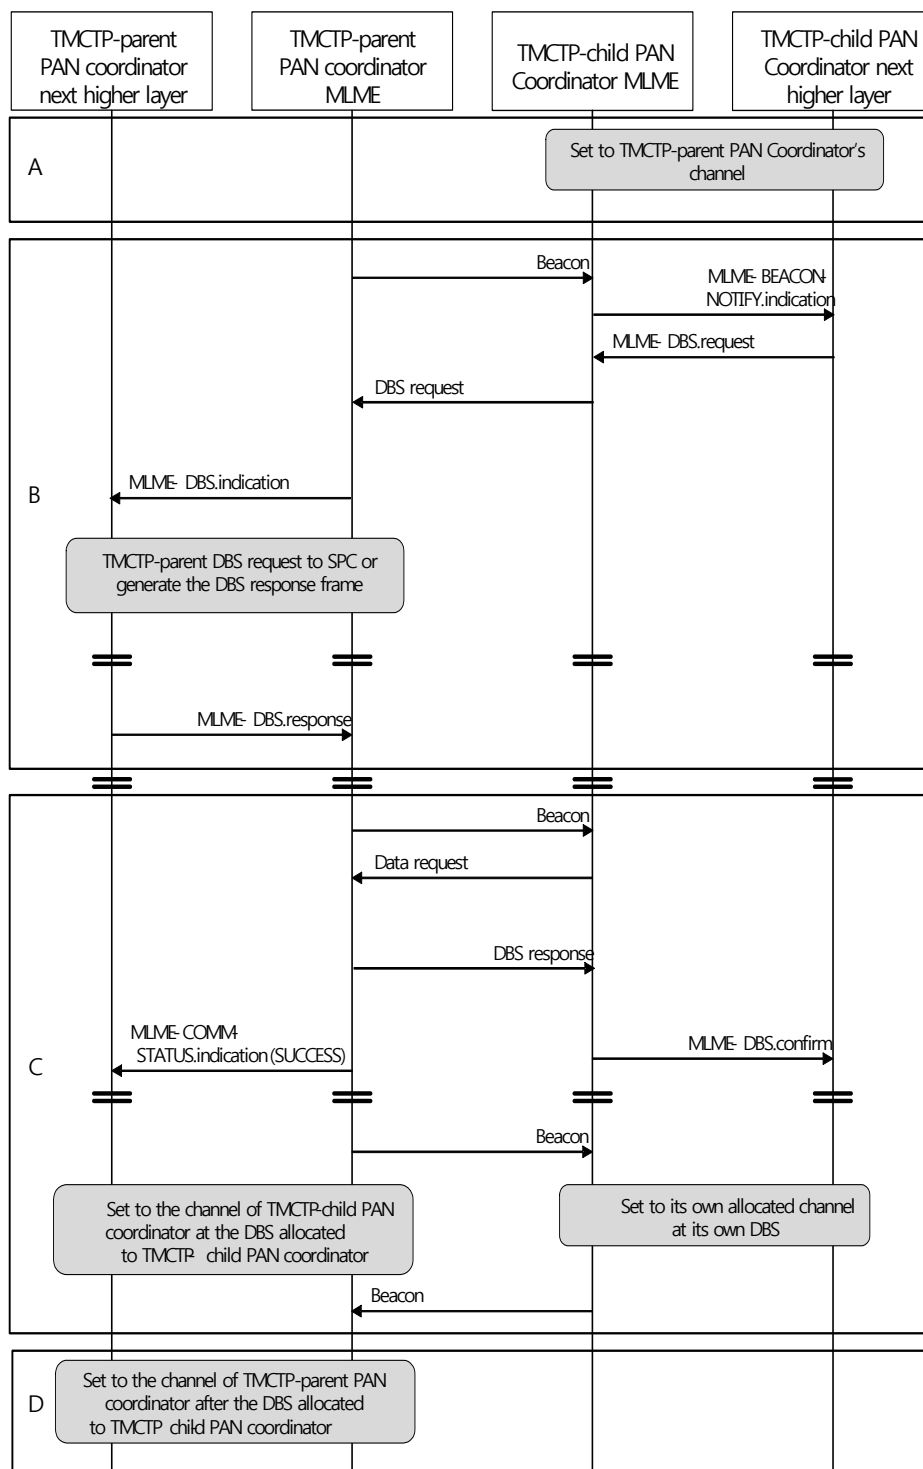 TMCTP-parent
PAN coordinator
next higher layer
TMCTP-parent
PAN coordinator
MLME
TMCTP-child PAN
Coordinator MLME
TMCTP-child PAN
Coordinator next
higher layer
A
Set to TMCTP-parent PAN Coordinator's
channel
Beacon
MLME- BEACON-
NOTIFY.indication
MLME- DBS.request
DBS request
MLME- DBS.indication
B
TMCTP-parent DBS request to SPC or
generate the DBS response frame
MLME- DBS.response
Beacon
Data request
DBS response
MLME- COMM-
STATUS.indication (SUCCESS)
MLME- DBS.confirm
C
Beacon
Set to the channel of TMCTP-child PAN
coordinator at the DBS allocated
to TMCTP- child PAN coordinator
Set to its own allocated channel
at its own DBS
Beacon
D
Set to the channel of TMCTP-parent PAN
coordinator after the DBS allocated
to TMCTP child PAN coordinator